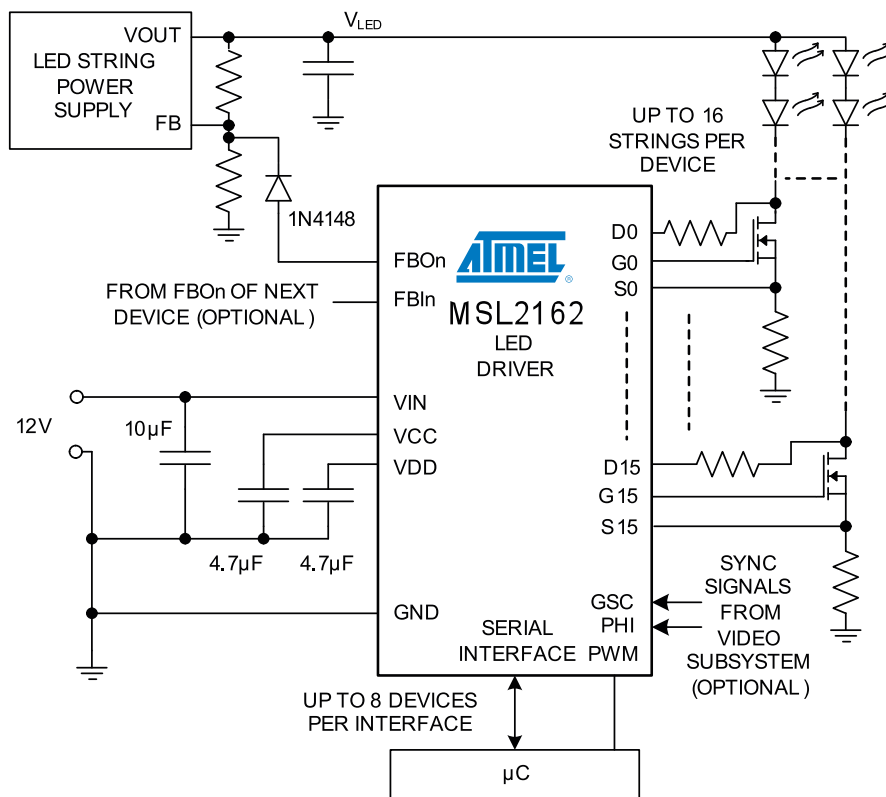 VOUT
LED STRING
POWER
SUPPLY
FB
VLED
UP TO 16
STRINGS PER
DEVICE
1N4148
FBOn
FROM FBOn OF NEXT
DEVICE (OPTIONAL)
FBIn
ATMEL
®
MSL2162
LED
DRIVER
D0
G0
S0
12V
10µF
VIN
VCC
VDD
4.7µF
4.7µF
GND
D15
G15
S15
GSC
PHI
PWM
SERIAL
INTERFACE
SYNC
SIGNALS
FROM
VIDEO
SUBSYSTEM
(OPTIONAL)
UP TO 8 DEVICES
PER INTERFACE
µC